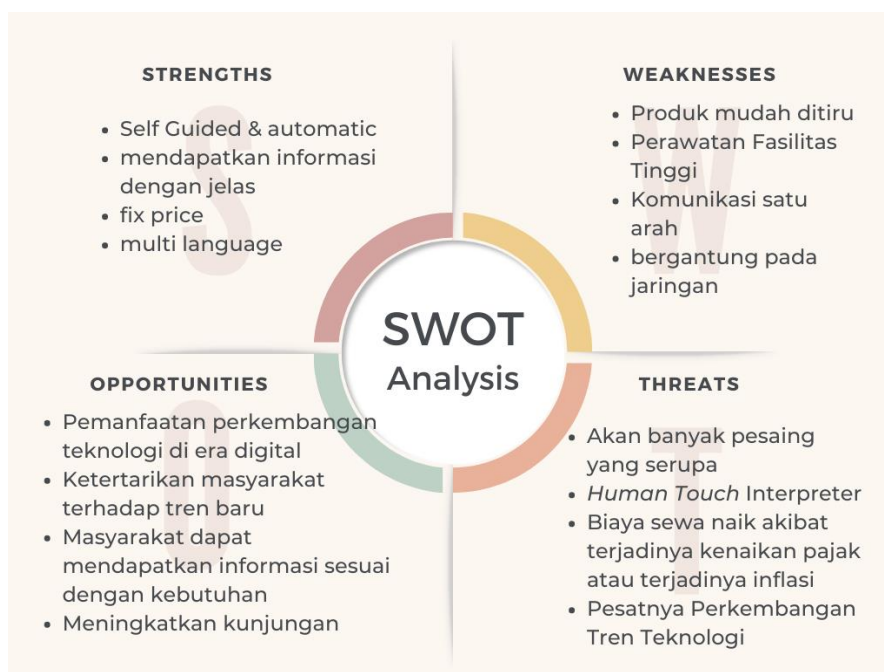 STRENGTHS
• Self Guided & automatic
• mendapatkan informasi
dengan jelas
• fix price
• multi language
WEAKNESSES
• Produk mudah ditiru
• Perawatan Fasilitas
Tinggi
• Komunikasi satu
arah
• bergantung pada
jaringan
SWOT
Analysis
OPPORTUNITIES
• Pemanfaatan perkembangan
teknologi di era digital
• Ketertarikan masyarakat
terhadap tren baru
• Masyarakat dapat
mendapatkan informasi sesuai
dengan kebutuhan
• Meningkatkan kunjungan
THREATS
• Akan banyak pesaing
yang serupa
• Human Touch Interpreter
• Biaya sewa naik akibat
terjadinya kenaikan pajak
atau terjadinya inflasi
• Pesatnya Perkembangan
Tren Teknologi
S
W
O
T